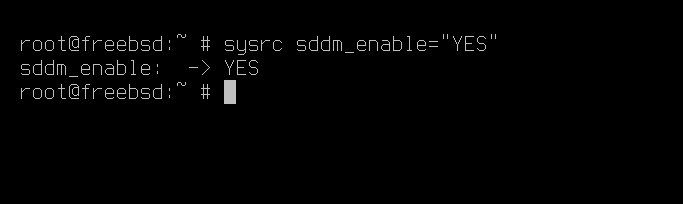 root@freebsd:~ # sysrc sddm_enable="YES"
sddm_enable:  -> YES
root@freebsd:~ #